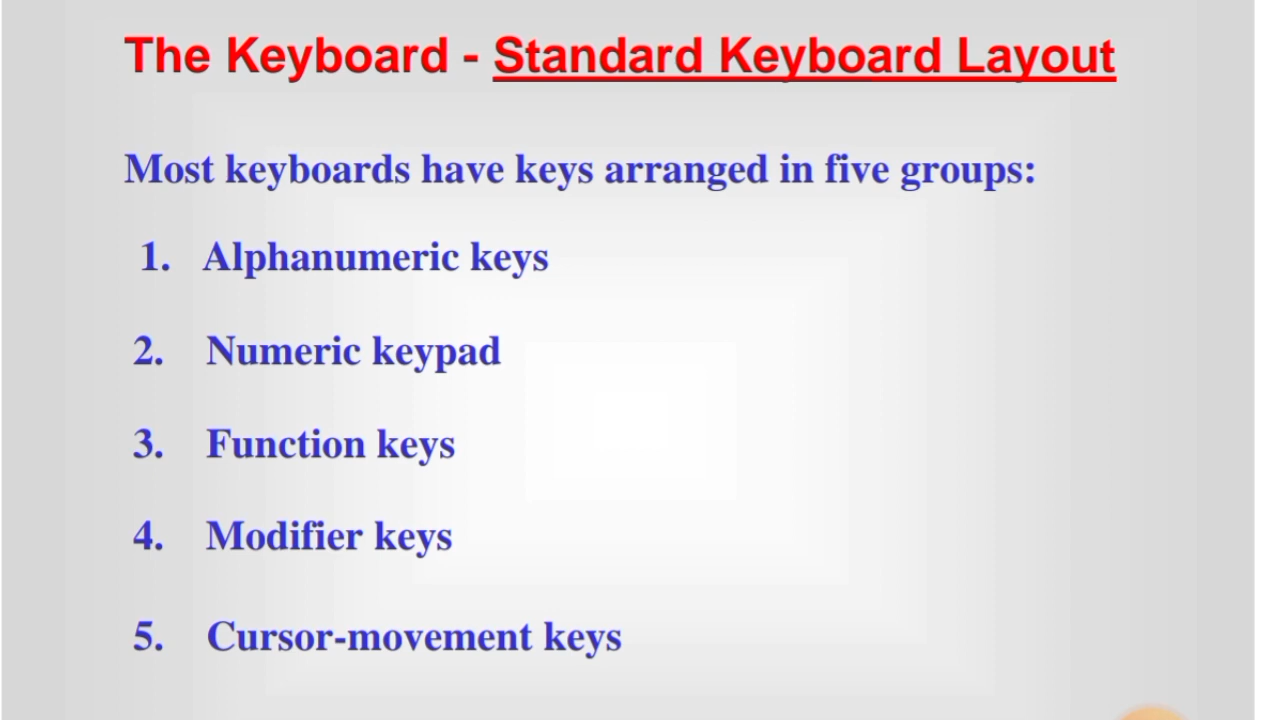 The Keyboard - Standard Keyboard Layout
Most keyboards have keys arranged in five groups:
1. Alphanumeric keys
2. Numeric keypad
3. Function keys
4. Modifier keys
5. Cursor-movement keys